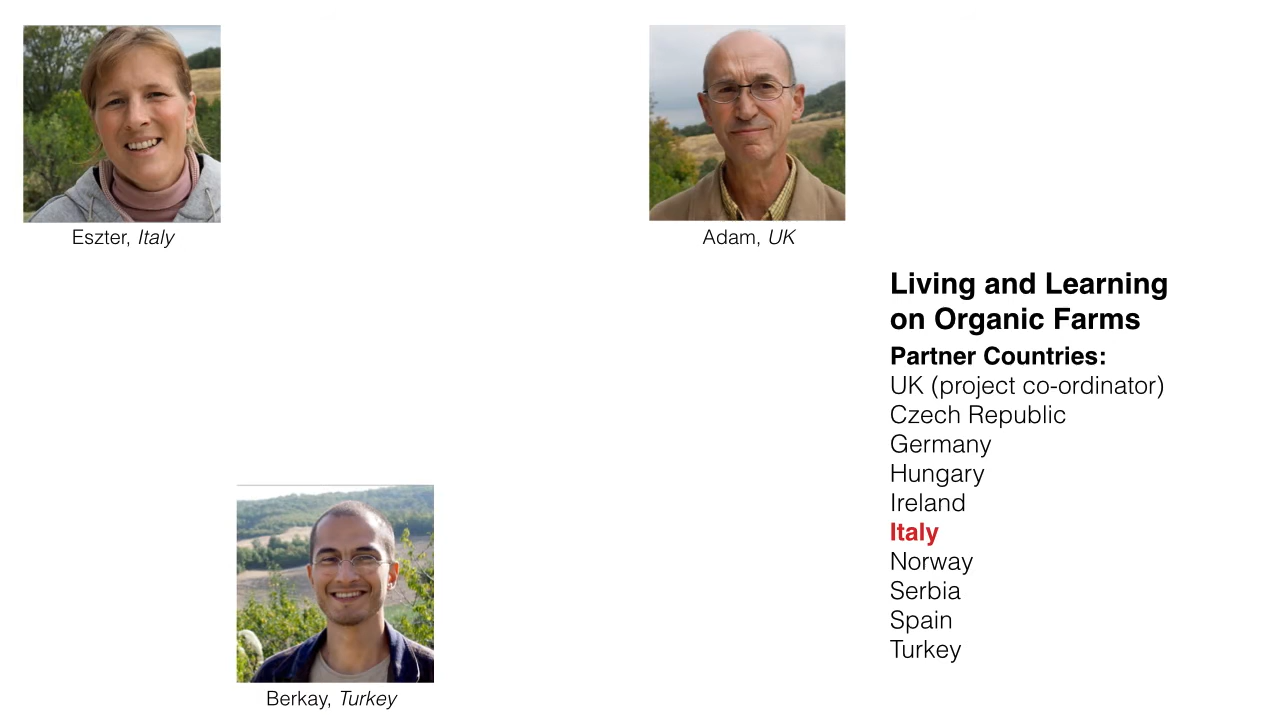 Eszter, Italy
Adam, UK
Living and Learning
on Organic Farms
Partner Countries:
UK (project co-ordinator)
Czech Republic
Germany
Hungary
Ireland
Italy
Norway
Serbia
Spain
Turkey
Berkay, Turkey